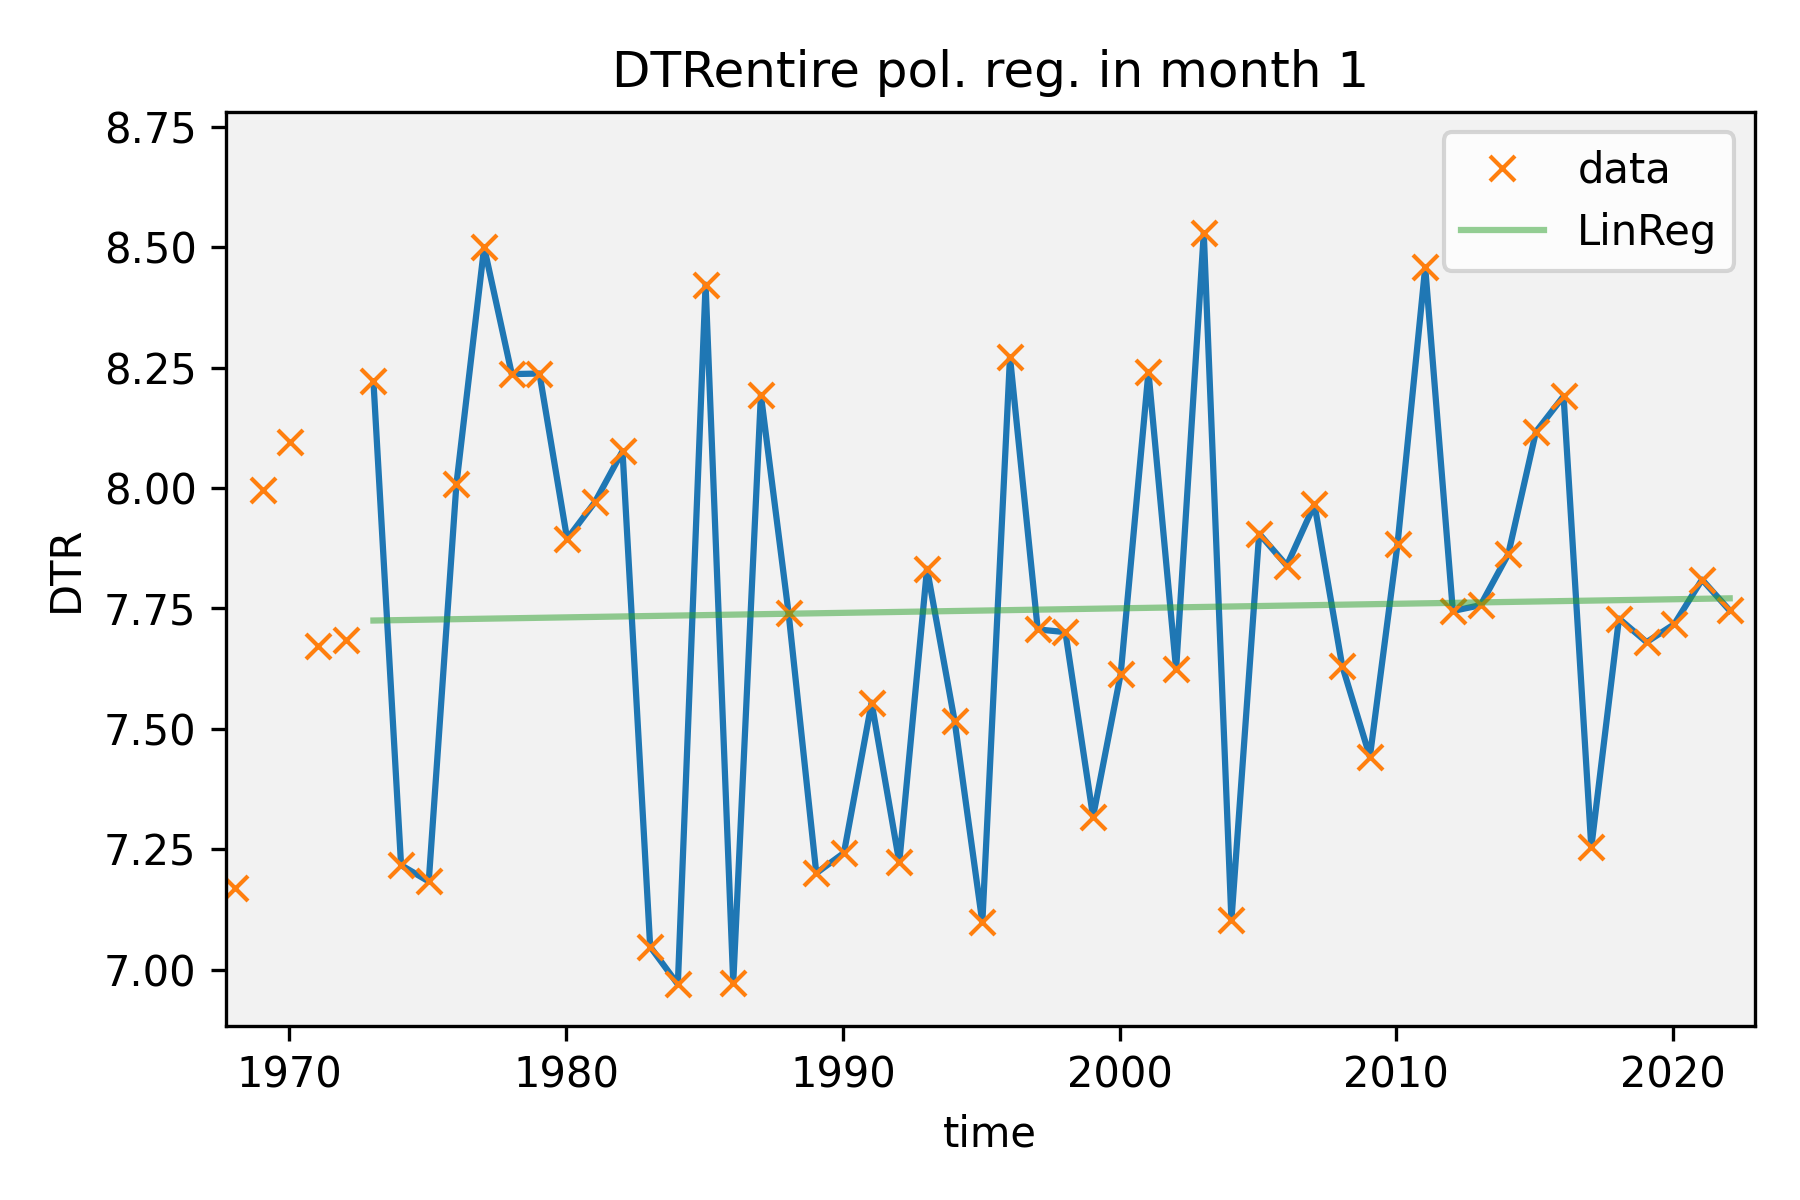 DTRentire pol. reg. in month 1
8.75
8.50
8.25
8.00
7.75
7.50
7.25
7.00
DTR
data
LinReg
1970 1980 1990 2000 2010 2020
time